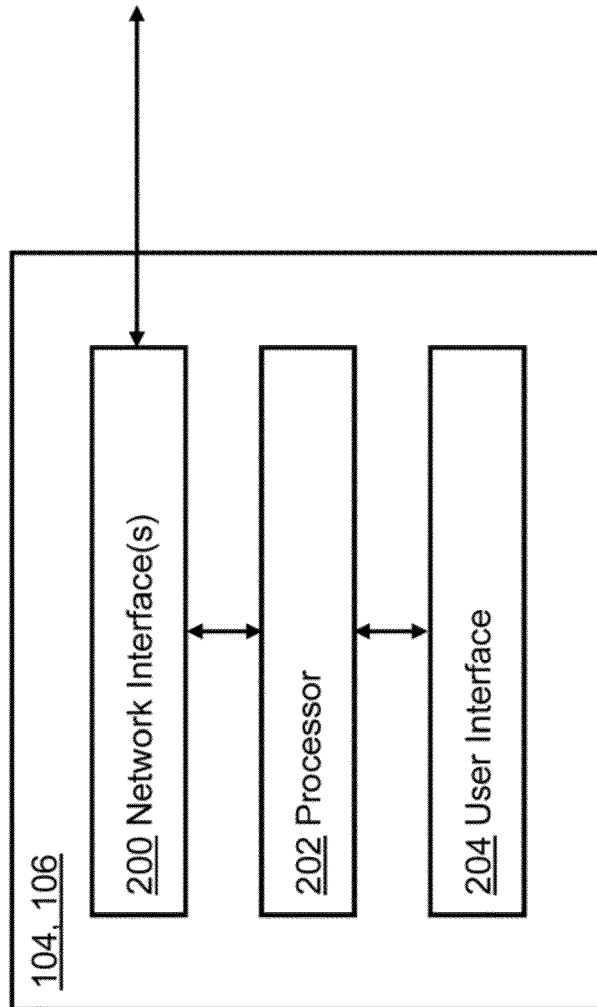 104, 106
200 Network Interface(s)
202 Processor
204 User Interface